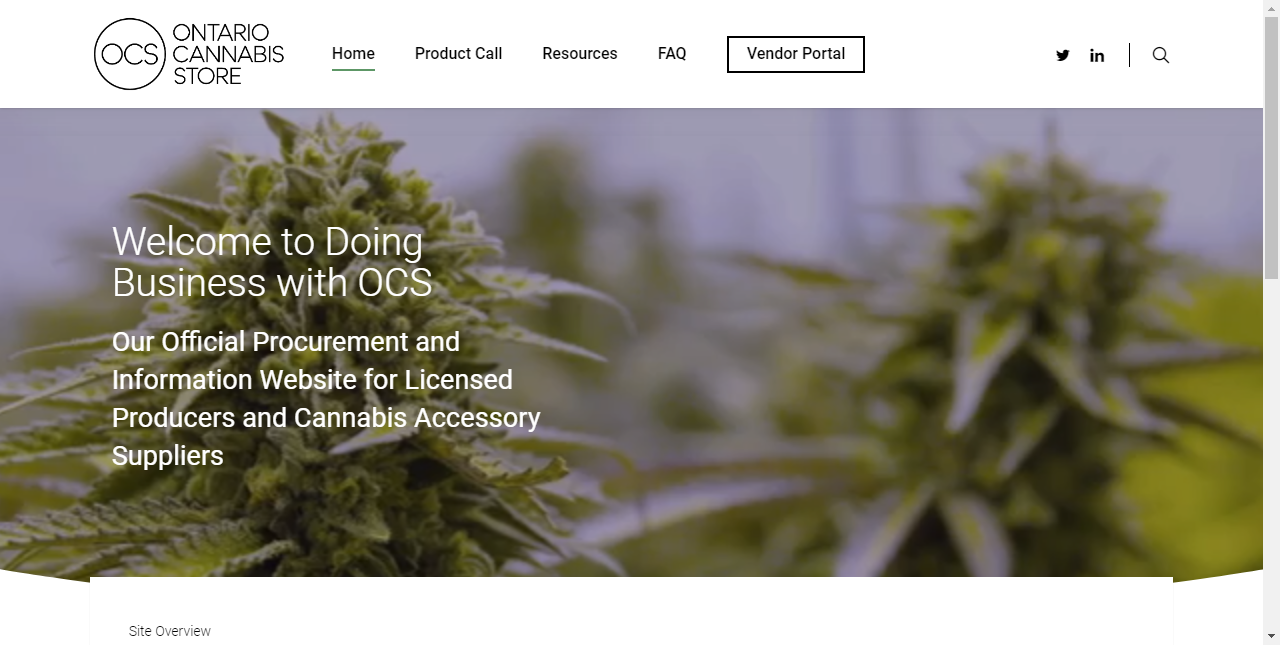 OCS
ONTARIO
CANNABIS
STORE
Home
Product Call
Resources
FAQ
Vendor Portal
Welcome to Doing
Business with OCS
Our Official Procurement and
Information Website for Licensed
Producers and Cannabis Accessory
Suppliers
Site Overview